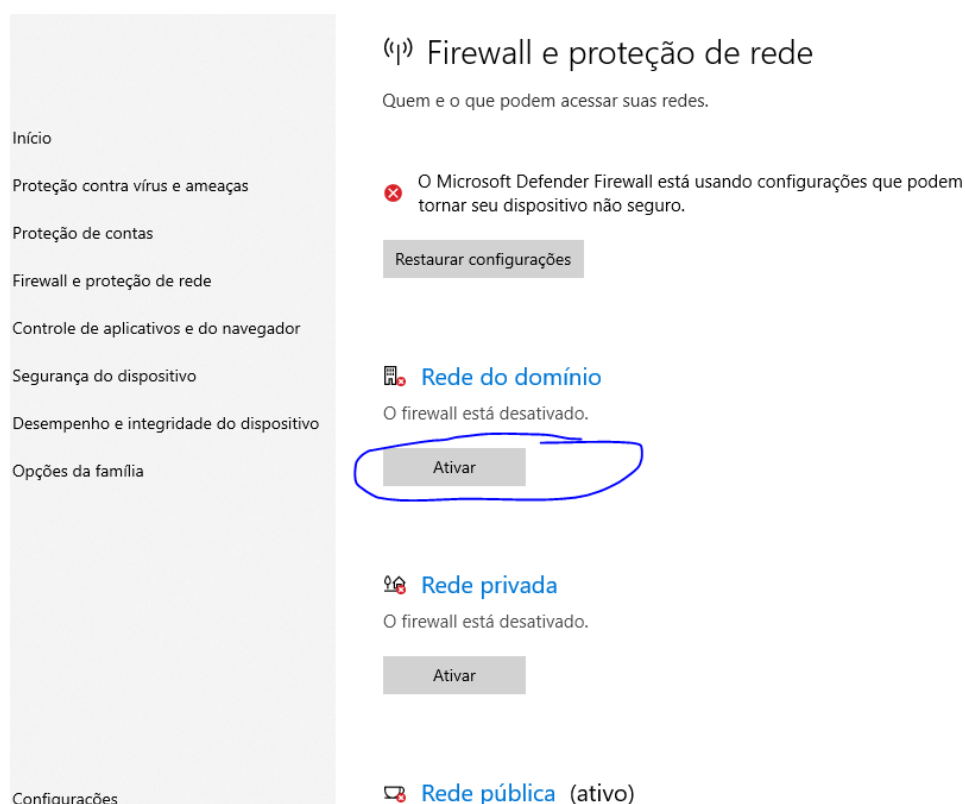 Firewall e proteção de rede
Quem e o que podem acessar suas redes.
Início
Proteção contra vírus e ameaças
Proteção de contas
Firewall e proteção de rede
Controle de aplicativos e do navegador
Segurança do dispositivo
Desempenho e integridade do dispositivo
Opções da família
Configurações
O Microsoft Defender Firewall está usando configurações que podem
tornar seu dispositivo não seguro.
Restaurar configurações
Rede do domínio
O firewall está desativado.
Ativar
Rede privada
O firewall está desativado.
Ativar
Rede pública (ativo)